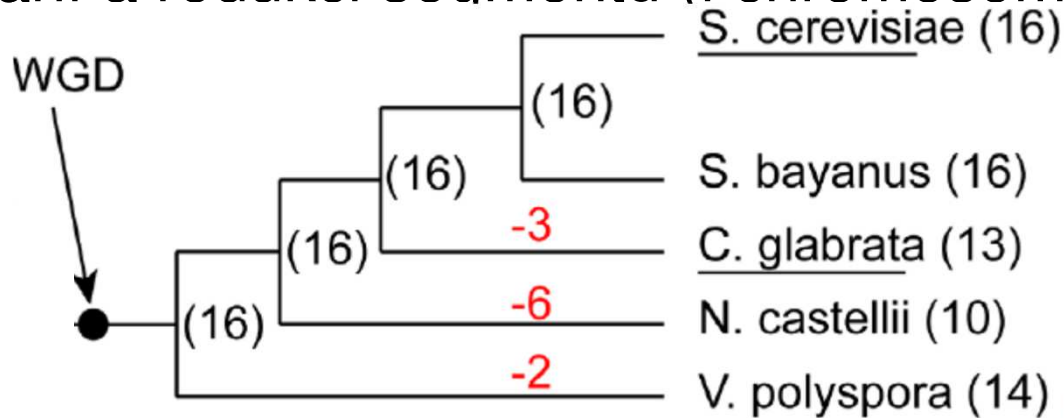 S. cerevisiae (16)
WGD
(16)
(16)
S. bayanus (16)
-3
(16)
C. glabrata (13)
-6
(16)
N. castellii (10)
-2
V. polyspora (14)